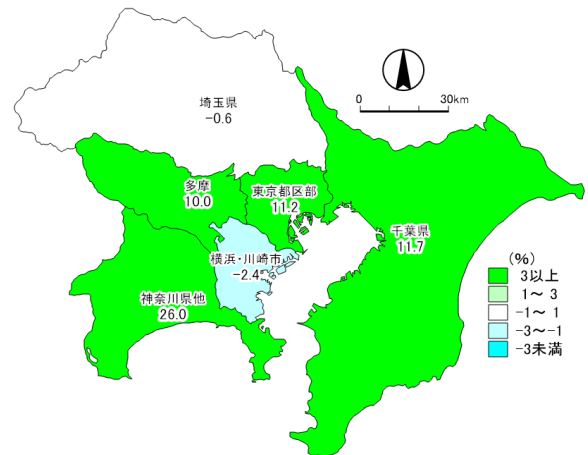 0 30km
埼玉県
-0.6
多摩
10.0
東京都区部
11.2
千葉県
11.7
横浜・川崎市
-2.4
神奈川県他
26.0
(%)
3以上
1～ 3
-1～ 1
-3～-1
-3未満